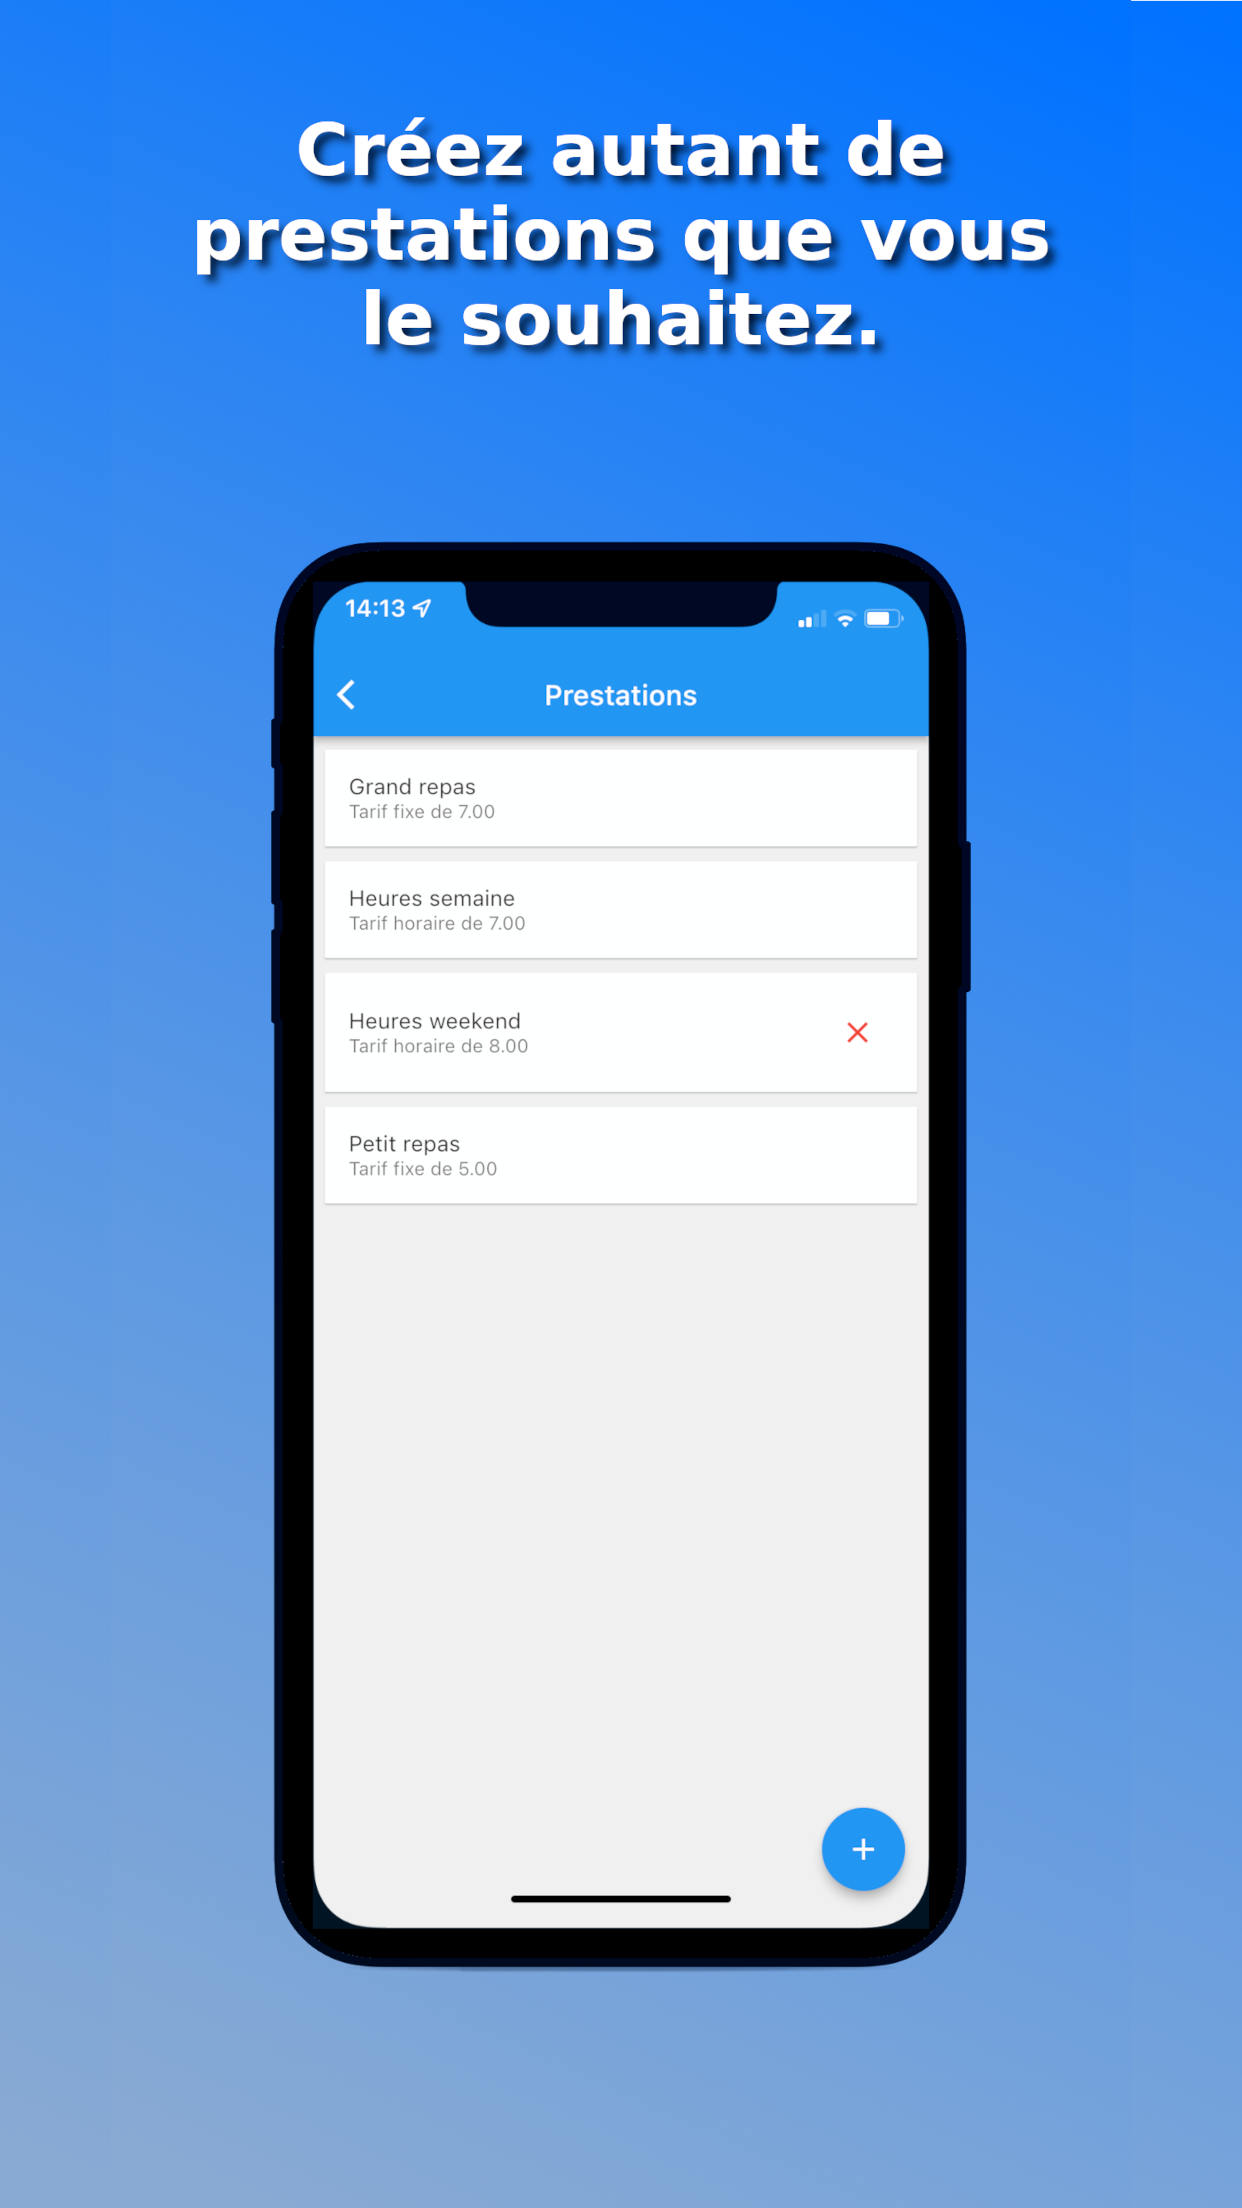 Créez autant de
prestations que vous
le souhaitez.
14:13
Prestations
Grand repas
Tarif fixe de 7.00
Heures semaine
Tarif horaire de 7.00
Heures weekend
Tarif horaire de 8.00
Petit repas
Tarif fixe de 5.00